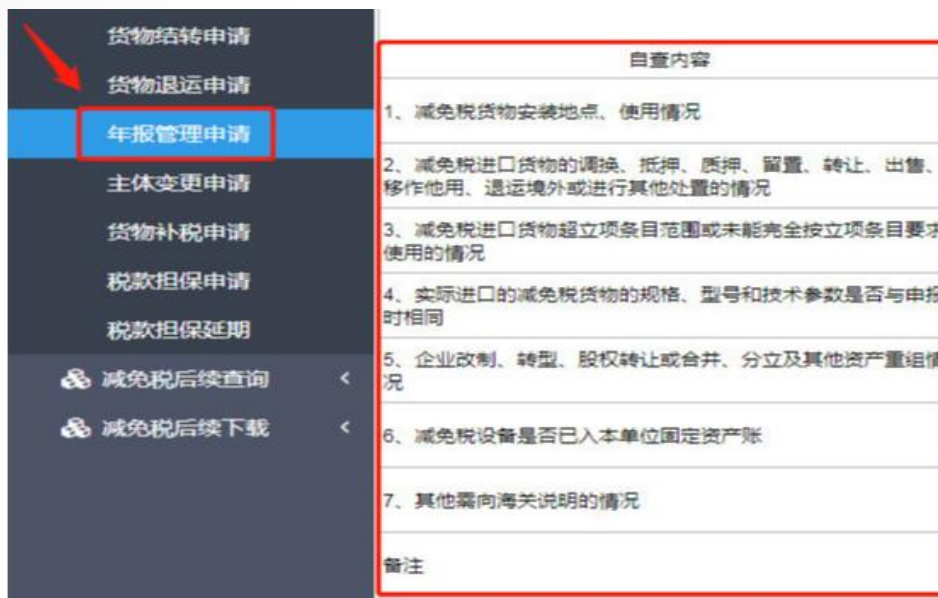 货物结转申请
货物退运申请
年报管理申请
主体变更申请
货物补税申请
税款担保申请
税款担保延期
减免税后续查询
减免税后续下载
自查内容
1、减免税货物安装地点、使用情况
2、减免税进口货物的调换、抵押、质押、留置、转让、出售、
移作他用、退运境外或进行其他处置的情况
3、减免税进口货物超立项条目范围或未能完全按立项条目要求
使用的情况
4、实际进口的减免税货物的规格、型号和技术参数是否与申报
时相同
5、企业改制、转型、股权转让或合并、分立及其他资产重组情
况
6、减免税设备是否已入本单位固定资产账
7、其他需向海关说明的情况
备注